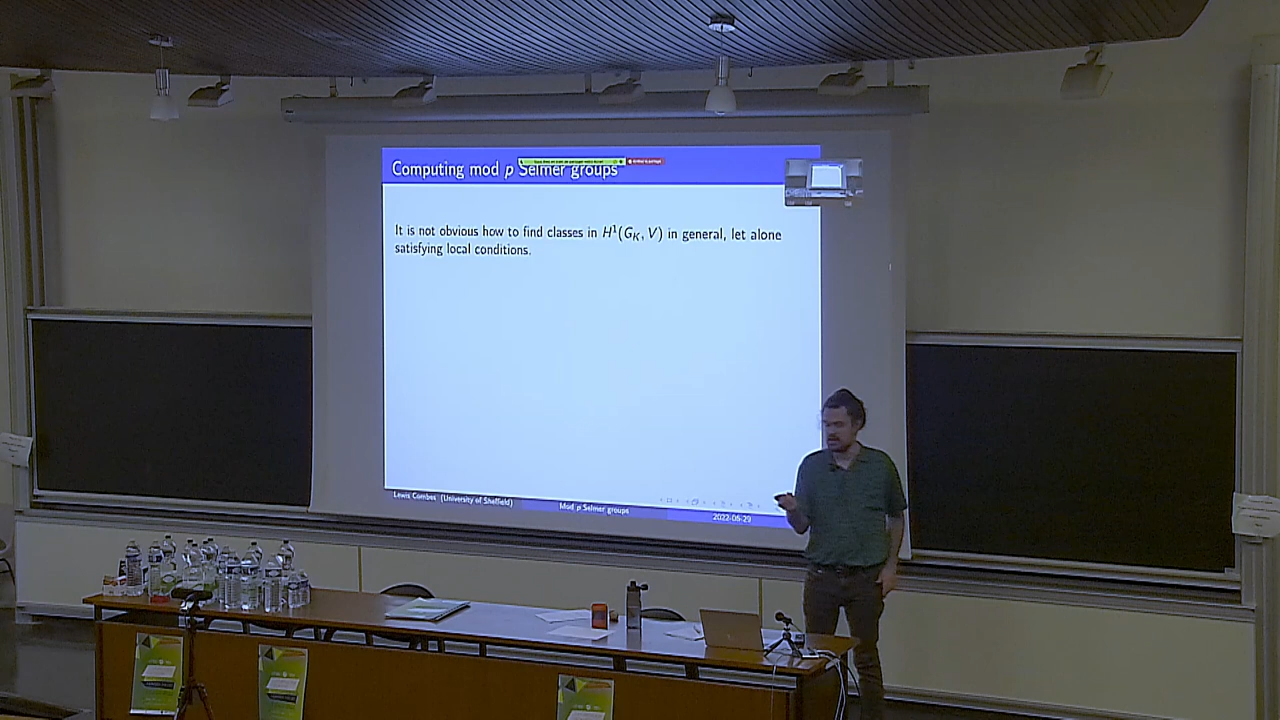 Computing mod p Selmer groups
It is not obvious how to find classes in H¹(G_K, V) in general, let alone
satisfying local conditions.
Lewis Combes (University of Sheffield)
Mod p Selmer groups
2022-06-29